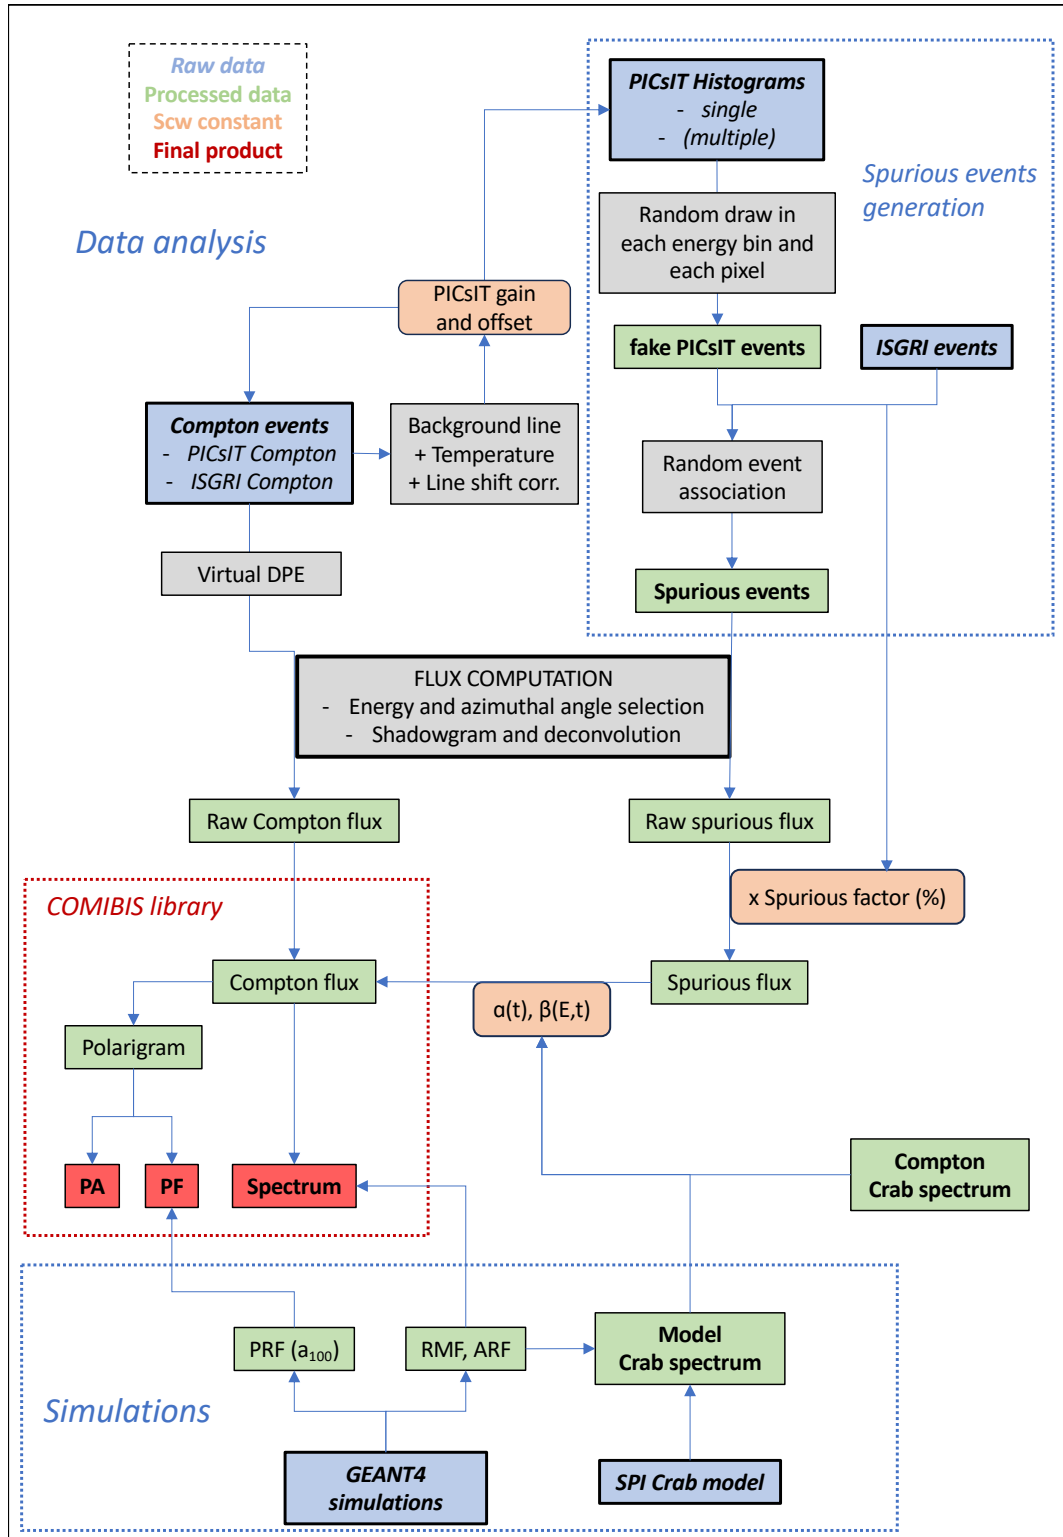 Raw data
Processed data
Scw constant
Final product
Data analysis
PICsIT Histograms
- single
- (multiple)
Spurious events
generation
Random draw in
each energy bin and
each pixel
PICsIT gain
and offset
fake PICsIT events
ISGRI events
Compton events
- PICsIT Compton
- ISGRI Compton
Background line
+ Temperature
+ Line shift corr.
Random event
association
Virtual DPE
Spurious events
FLUX COMPUTATION
- Energy and azimuthal angle selection
- Shadowgram and deconvolution
Raw Compton flux
Raw spurious flux
x Spurious factor (%)
COMIBIS library
Compton flux
Spurious flux
α(t), β(E,t)
Polarigram
PA
PF
Spectrum
Compton
Crab spectrum
PRF (a₁₀₀)
RMF, ARF
Model
Crab spectrum
Simulations
GEANT4
simulations
SPI Crab model